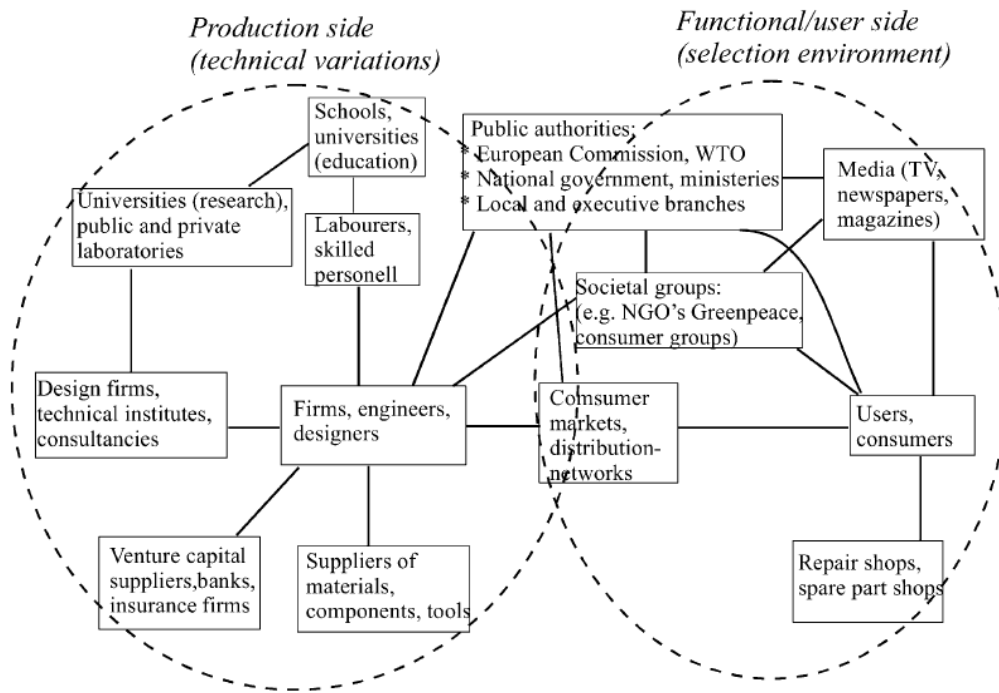 Production side
(technical variations)
Functional/user side
(selection environment)
Schools,
universities
(education)
Public authorities:
* European Commission, WTO
* National government, ministeries
* Local and executive branches
Media (TV,
newspapers,
magazines)
Universities (research),
public and private
laboratories
Labourers,
skilled
personell
Societal groups:
(e.g. NGO's Greenpeace,
consumer groups)
Design firms,
technical institutes,
consultancies
Firms, engineers,
designers
Comsumer
markets,
distribution-
networks
Users,
consumers
Venture capital
suppliers,banks,
insurance firms
Suppliers of
materials,
components, tools
Repair shops,
spare part shops